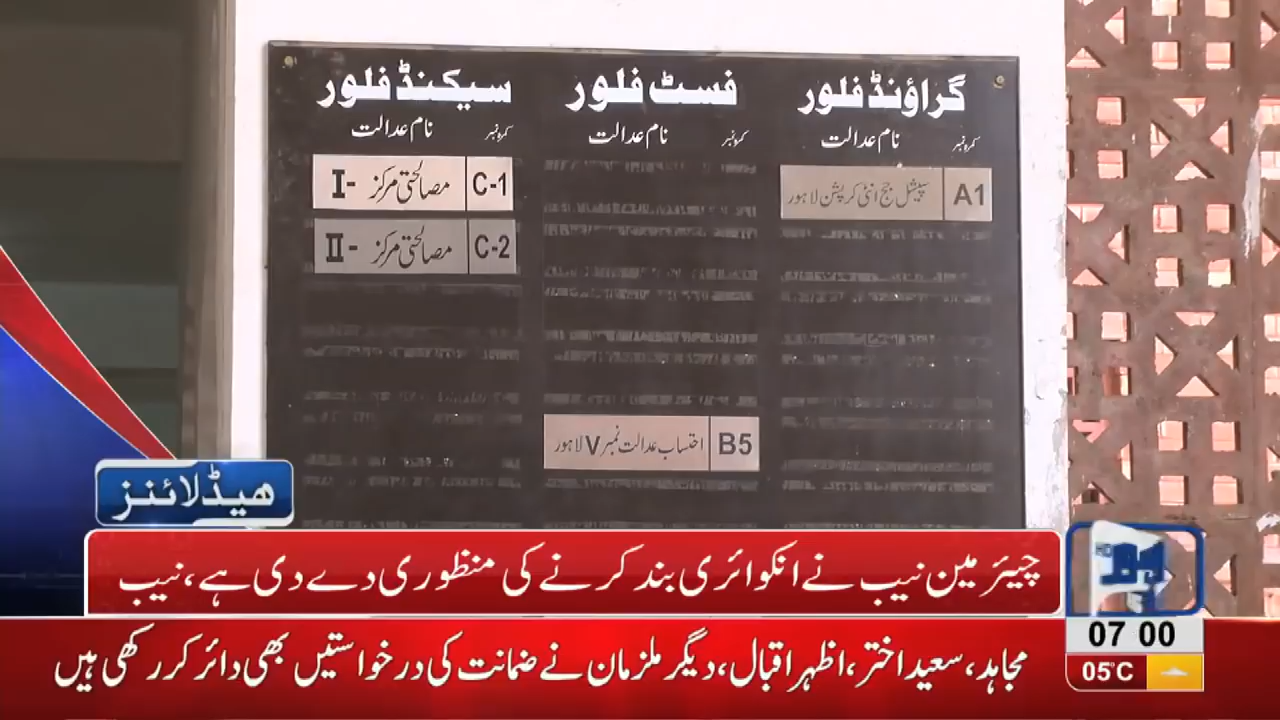 گراؤنڈ فلور
کمرہ نمبر نام عدالت
A1 سپیشل جج انٹی کرپشن لاہور
فسٹ فلور
کمرہ نمبر نام عدالت
B5 احتساب عدالت نمبر V لاہور
سیکنڈ فلور
کمرہ نمبر نام عدالت
C-1 مصالحتی مرکز -I
C-2 مصالحتی مرکز -II
ھیڈلائنز
چیئرمین نیب نے انکوائری بند کرنے کی منظوری دے دی ہے، نیب
مجاہد، سعید اختر، اظہر اقبال، دیگر ملزمان نے ضمانت کی درخواستیں بھی دائر کر رکھی ہیں
HD
07 00
05°C